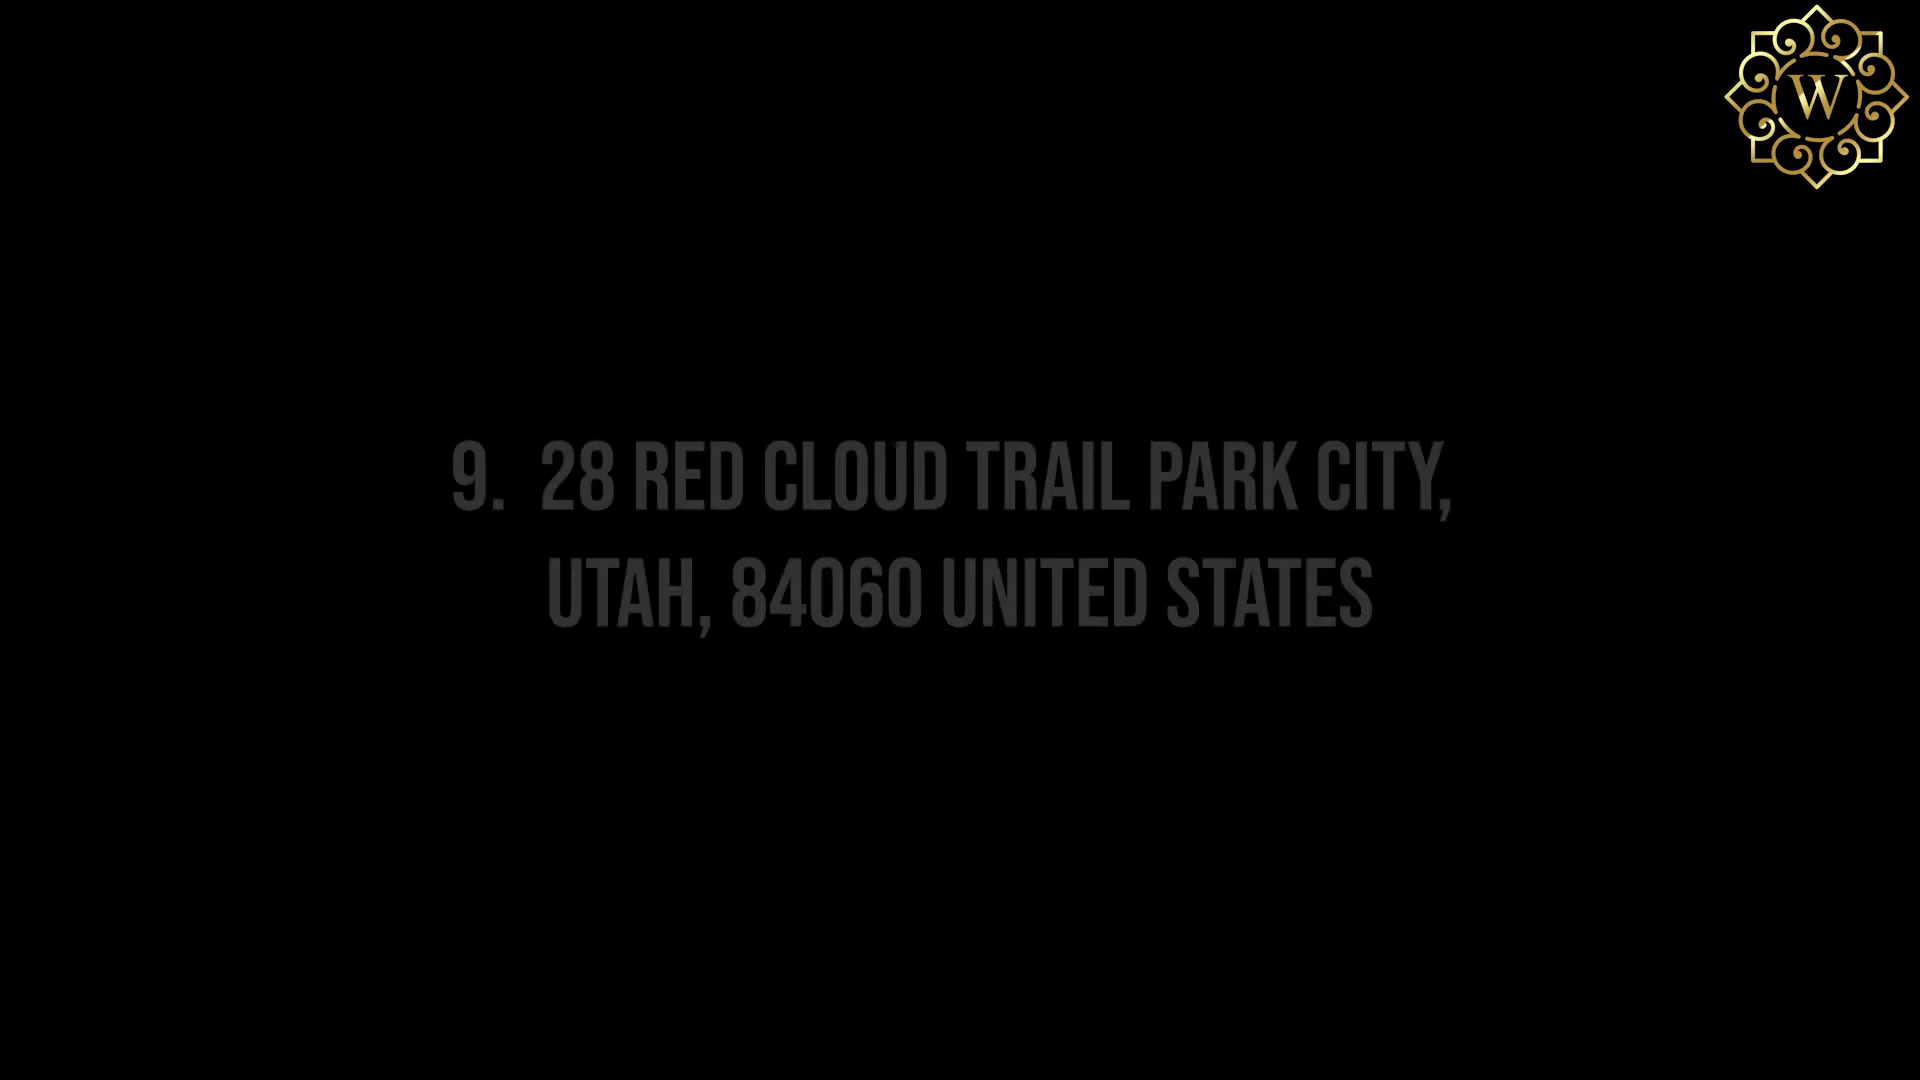 W
9. 28 RED CLOUD TRAIL PARK CITY,
UTAH, 84060 UNITED STATES